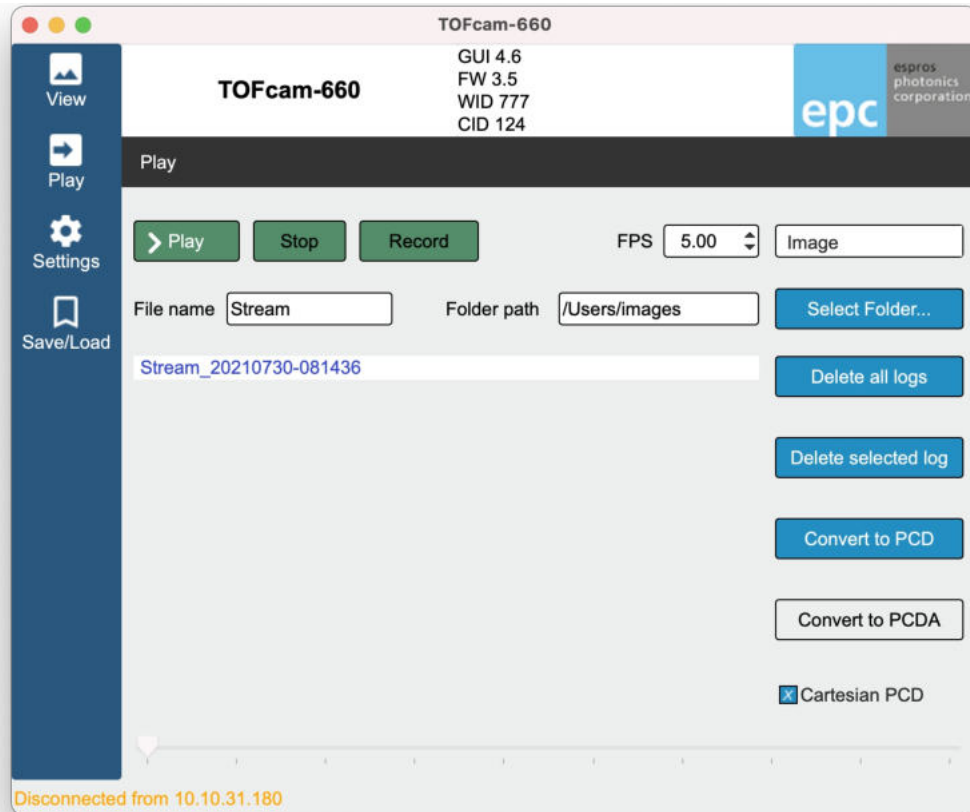 TOFcam-660
View
Play
Settings
Save/Load
TOFcam-660
GUI 4.6
FW 3.5
WID 777
CID 124
epc
espros
photonics
corporation
Play
Play Stop Record FPS 5.00 Image
File name Stream Folder path /Users/images Select Folder...
Stream_20210730-081436
Delete all logs
Delete selected log
Convert to PCD
Convert to PCDA
X Cartesian PCD
Disconnected from 10.10.31.180